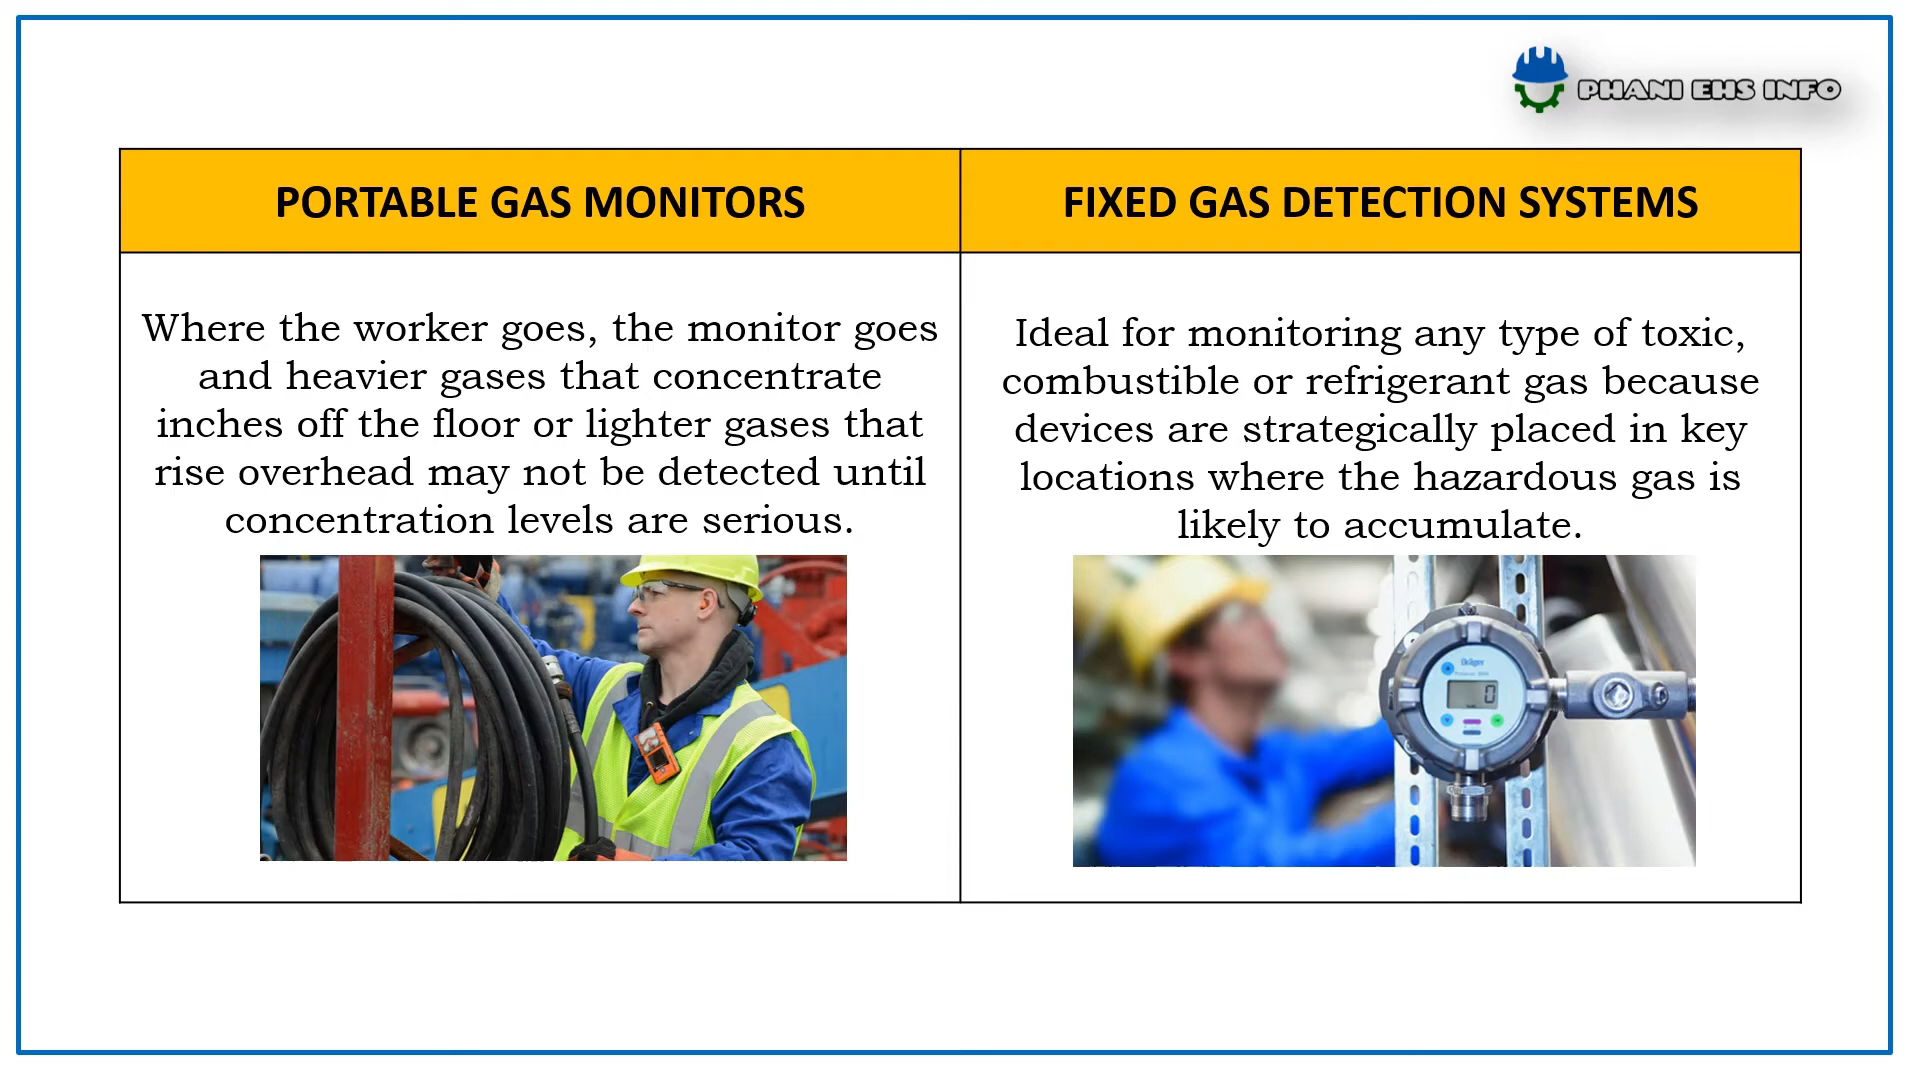 PHANI EHS INFO
PORTABLE GAS MONITORS
FIXED GAS DETECTION SYSTEMS
Where the worker goes, the monitor goes
and heavier gases that concentrate
inches off the floor or lighter gases that
rise overhead may not be detected until
concentration levels are serious.
Ideal for monitoring any type of toxic,
combustible or refrigerant gas because
devices are strategically placed in key
locations where the hazardous gas is
likely to accumulate.
Dräger
0